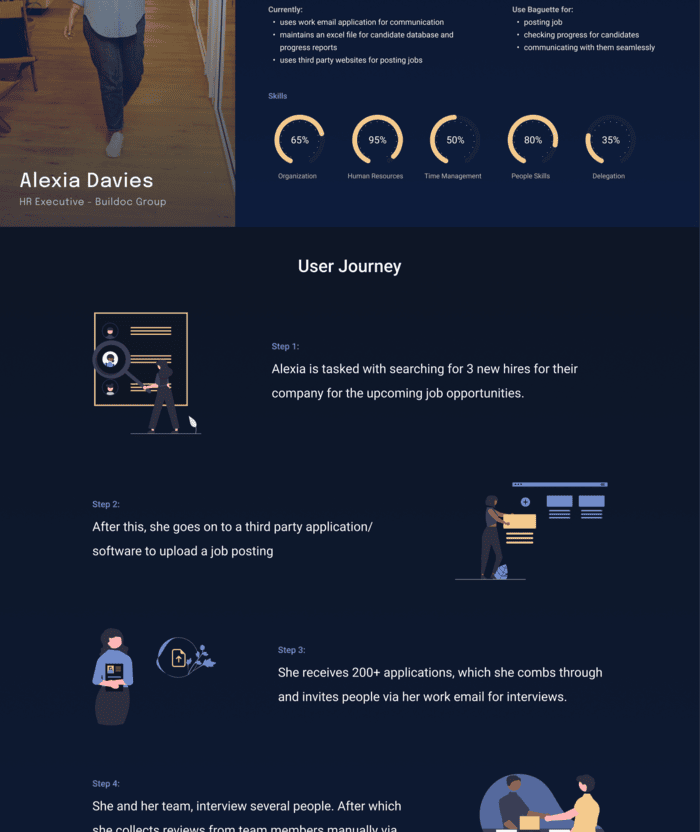 Currently:
• uses work email application for communication
• maintains an excel file for candidate database and
progress reports
• uses third party websites for posting jobs
Use Baguette for:
• posting job
• checking progress for candidates
• communicating with them seamlessly
Skills
65%
95%
50%
80%
35%
Organization
Human Resources
Time Management
People Skills
Delegation
Alexia Davies
HR Executive - Buildoc Group
User Journey
Step 1:
Alexia is tasked with searching for 3 new hires for their
company for the upcoming job opportunities.
Step 2:
After this, she goes on to a third party application/
software to upload a job posting
Step 3:
She receives 200+ applications, which she combs through
and invites people via her work email for interviews.
Step 4:
She and her team, interview several people. After which
she collects reviews from team members manually via